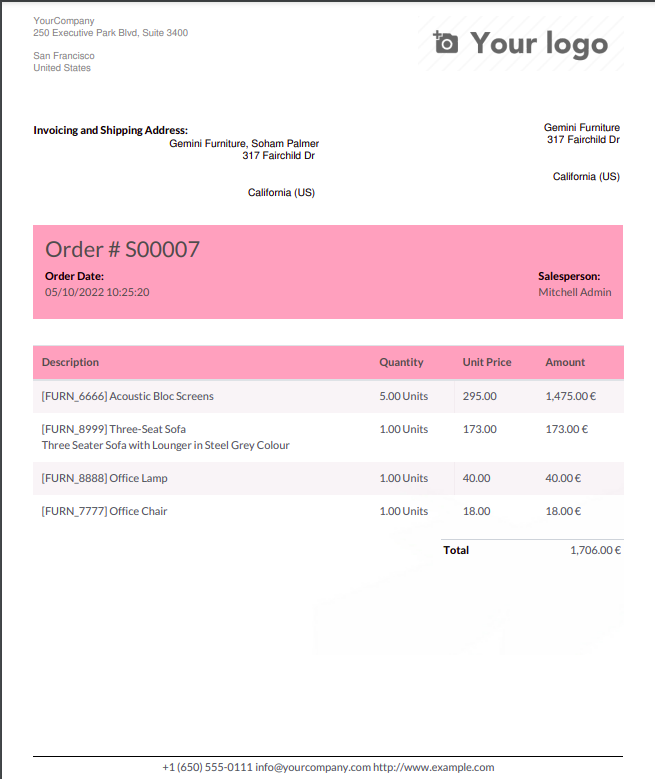 YourCompany
250 Executive Park Blvd, Suite 3400
San Francisco
United States
Your logo
Invoicing and Shipping Address:
Gemini Furniture, Soham Palmer
317 Fairchild Dr
California (US)
Gemini Furniture
317 Fairchild Dr
California (US)
Order # S00007
Order Date:
05/10/2022 10:25:20
Salesperson:
Mitchell Admin
Description Quantity Unit Price Amount
[FURN_6666] Acoustic Bloc Screens 5.00 Units 295.00 1,475.00 €
[FURN_8999] Three-Seat Sofa 1.00 Units 173.00 173.00 €
Three Seater Sofa with Lounger in Steel Grey Colour
[FURN_8888] Office Lamp 1.00 Units 40.00 40.00 €
[FURN_7777] Office Chair 1.00 Units 18.00 18.00 €
Total 1,706.00 €
+1 (650) 555-0111 info@yourcompany.com http://www.example.com